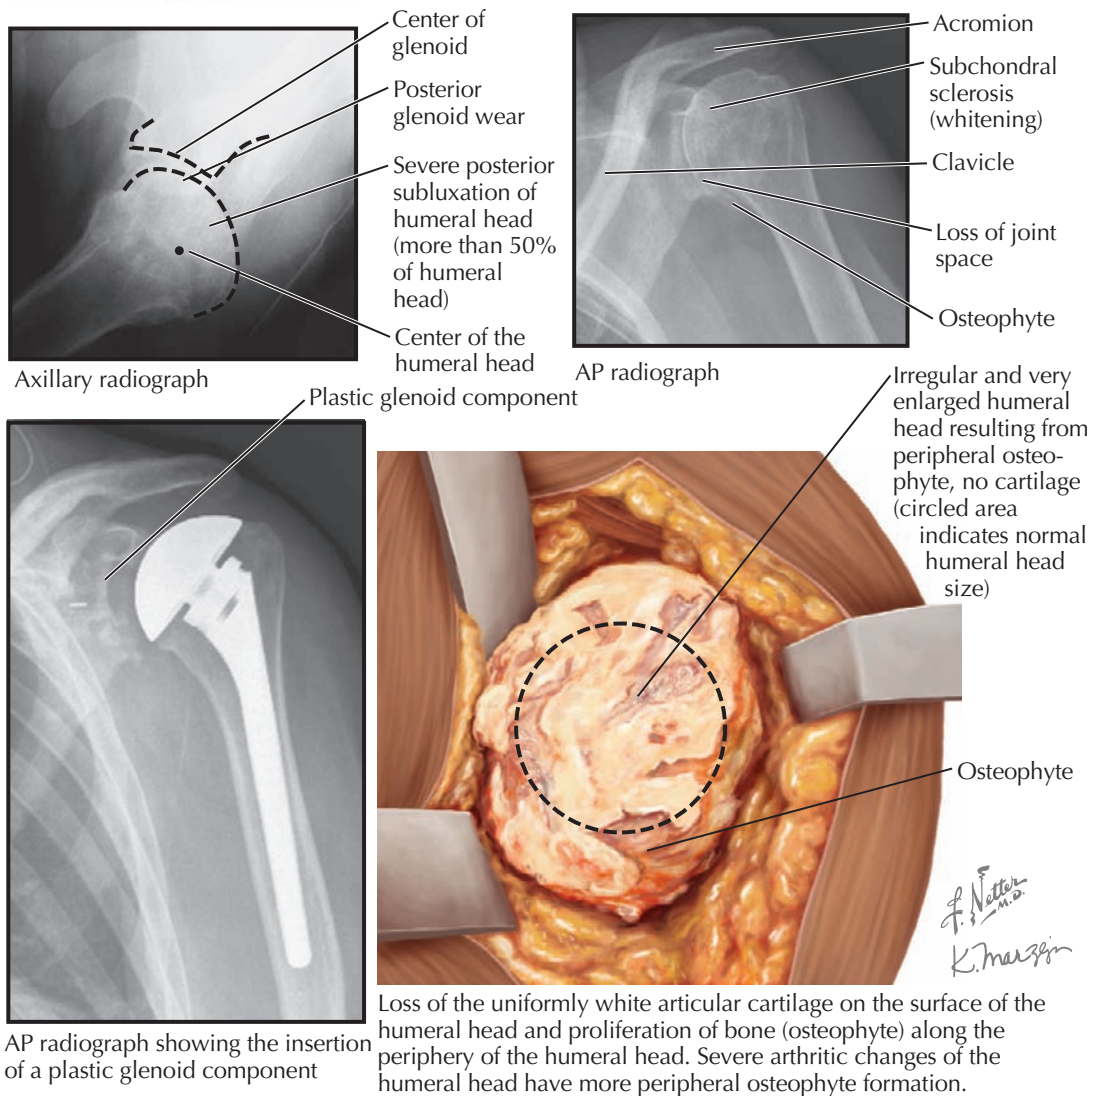 Center of
glenoid
Posterior
glenoid wear
Severe posterior
subluxation of
humeral head
(more than 50%
of humeral
head)
Center of the
humeral head
Axillary radiograph
Acromion
Subchondral
sclerosis
(whitening)
Clavicle
Loss of joint
space
Osteophyte
AP radiograph
Plastic glenoid component
AP radiograph showing the insertion
of a plastic glenoid component
Irregular and very
enlarged humeral
head resulting from
peripheral osteo-
phyte, no cartilage
(circled area
indicates normal
humeral head
size)
Osteophyte
F. Netter
M.D.
K. Marzejn
Loss of the uniformly white articular cartilage on the surface of the
humeral head and proliferation of bone (osteophyte) along the
periphery of the humeral head. Severe arthritic changes of the
humeral head have more peripheral osteophyte formation.